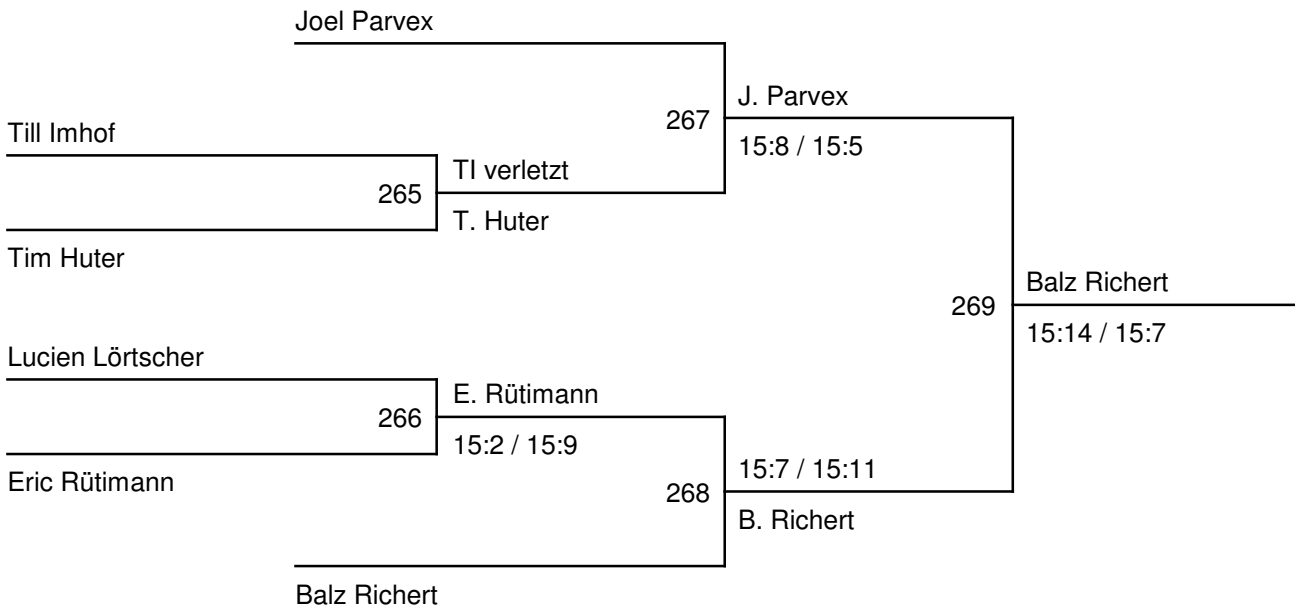 Joel Parvex
J. Parvex
267
Till Imhof
15:8 / 15:5
TI verletzt
265
T. Huter
Tim Huter
Balz Richert
269
15:14 / 15:7
Lucien Lörtscher
E. Rütimann
266
15:2 / 15:9
15:7 / 15:11
Eric Rütimann
268
B. Richert
Balz Richert